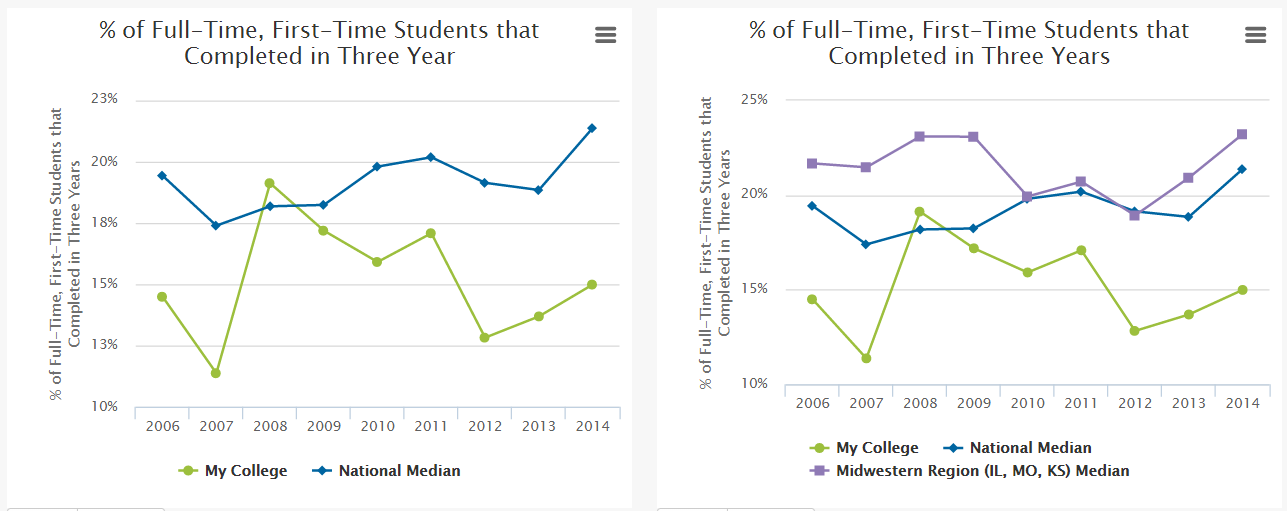 % of Full-Time, First-Time Students that
Completed in Three Year
% of Full-Time, First-Time Students that
Completed in Three Years
23%
20%
18%
15%
13%
10%
2006 2007 2008 2009 2010 2011 2012 2013 2014
My College National Median
% of Full-Time, First-Time Students that
Completed in Three Years
% of Full-Time, First-Time Students that
Completed in Three Years
25%
20%
15%
10%
2006 2007 2008 2009 2010 2011 2012 2013 2014
My College National Median
Midwestern Region (IL, MO, KS) Median